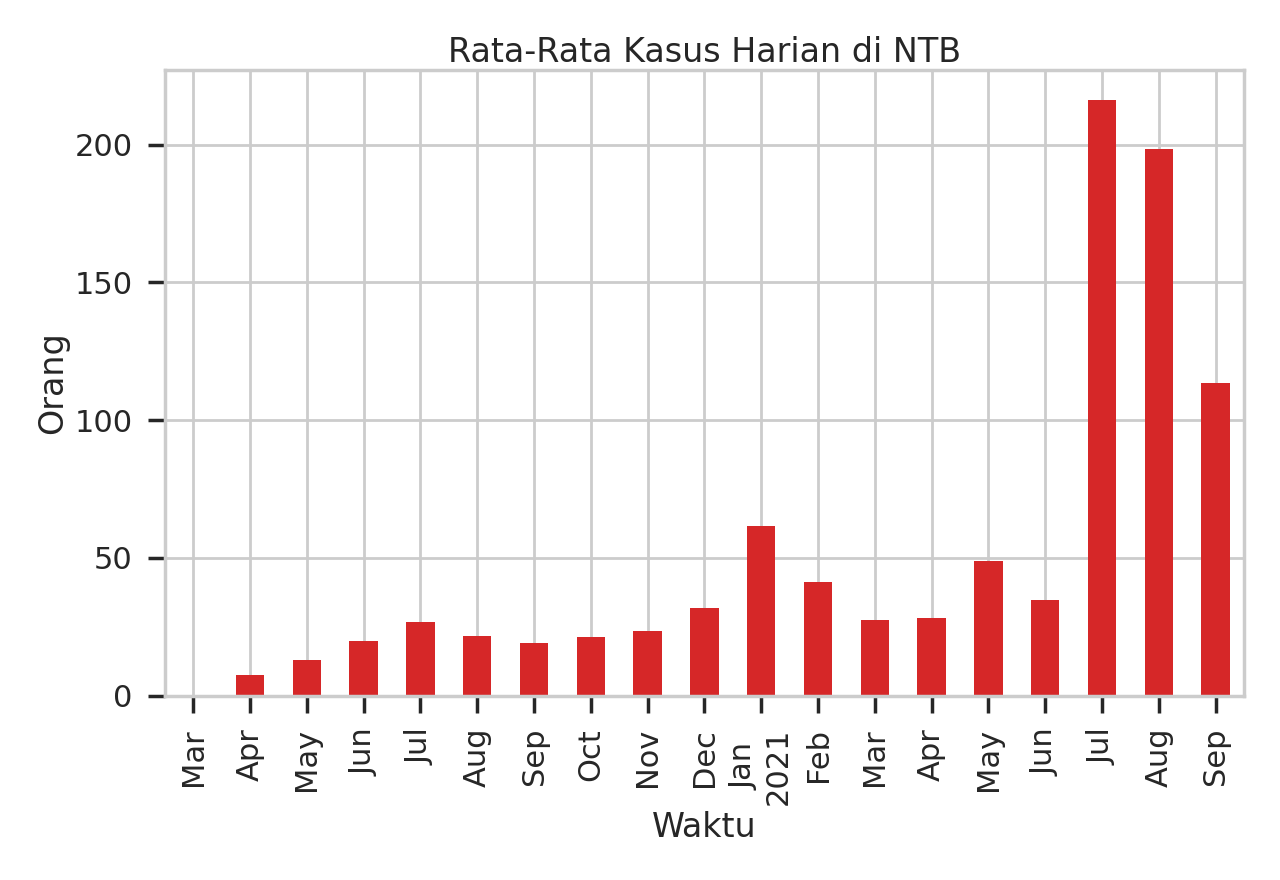 Rata-Rata Kasus Harian di NTB
Orang
200
150
100
50
0
Mar
Apr
May
Jun
Jul
Aug
Sep
Oct
Nov
Dec
Jan
2021
Feb
Mar
Apr
May
Jun
Jul
Aug
Sep
Waktu